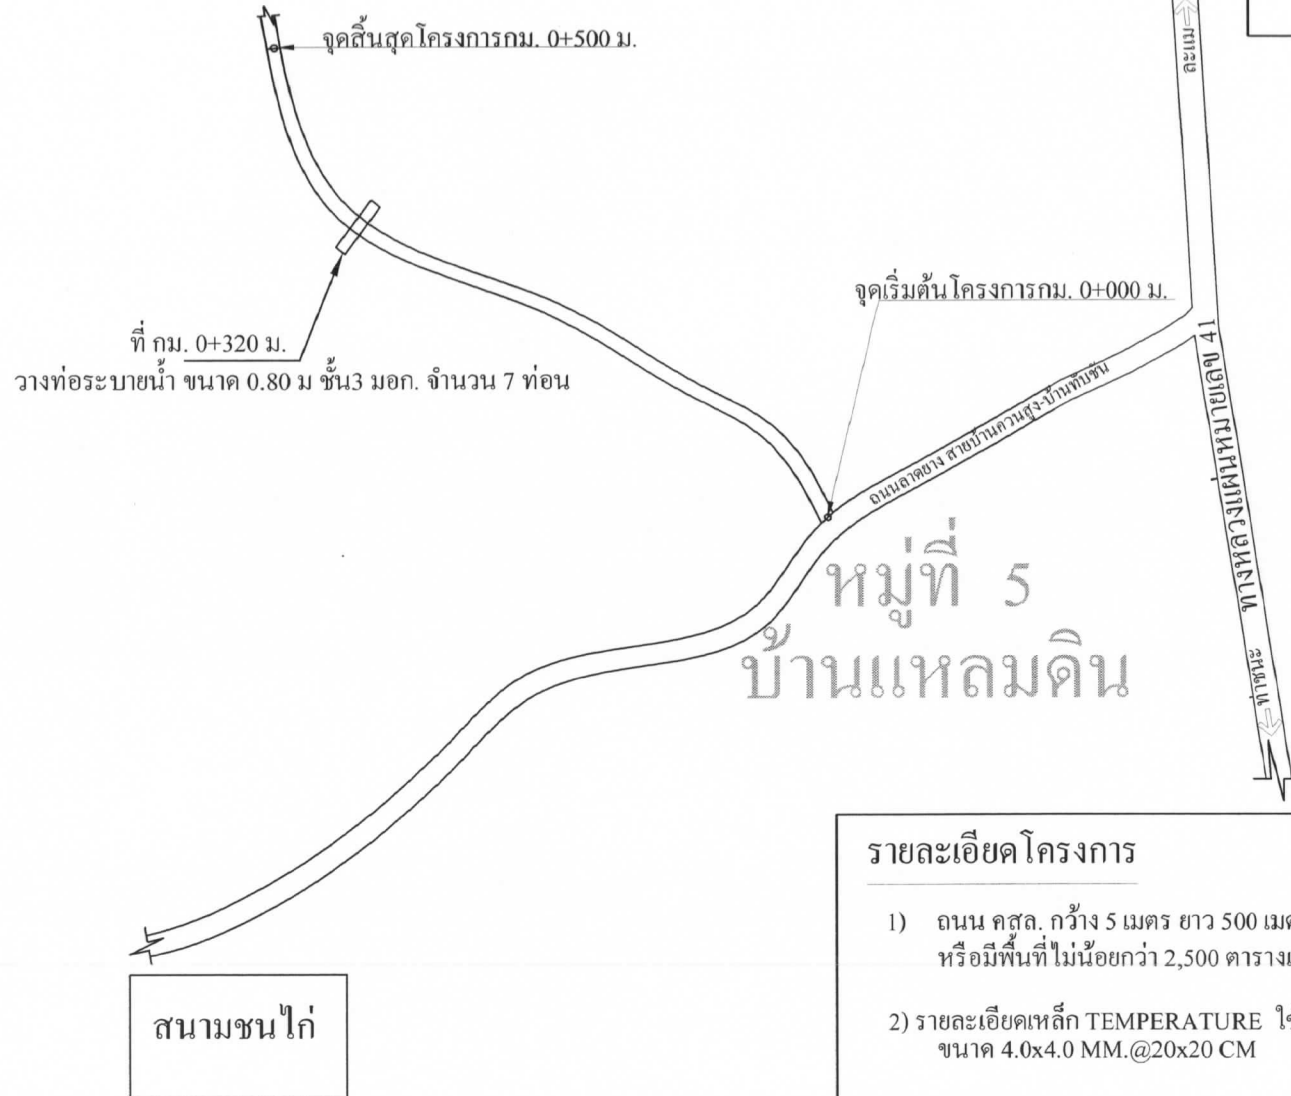 จุดสิ้นสุดโครงการกม. 0+500 ม.
ละแม
จุดเริ่มต้นโครงการกม. 0+000 ม.
ที่ กม. 0+320 ม.
วางท่อระบายน้ำ ขนาด 0.80 ม ชั้น3 มอก. จำนวน 7 ท่อน
ถนนลาดยาง สายบ้านควนสูง-บ้านทับชัน
ทางหลวงแผ่นหมายเลข 41
หมู่ที่ 5
บ้านแหลมดิน
ท่าชนะ
รายละเอียดโครงการ
1) ถนน คสล. กว้าง 5 เมตร ยาว 500 เมต
หรือมีพื้นที่ไม่น้อยกว่า 2,500 ตารางเ
2) รายละเอียดเหล็ก TEMPERATURE ใช
ขนาด 4.0x4.0 MM.@20x20 CM
สนามชนไก่